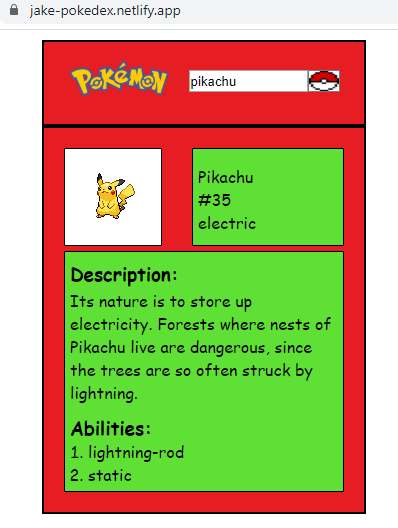 jake-pokedex.netlify.app
POKéMON
pikachu
Pikachu
#35
electric
Description:
Its nature is to store up
electricity. Forests where nests of
Pikachu live are dangerous, since
the trees are so often struck by
lightning.
Abilities:
1. lightning-rod
2. static